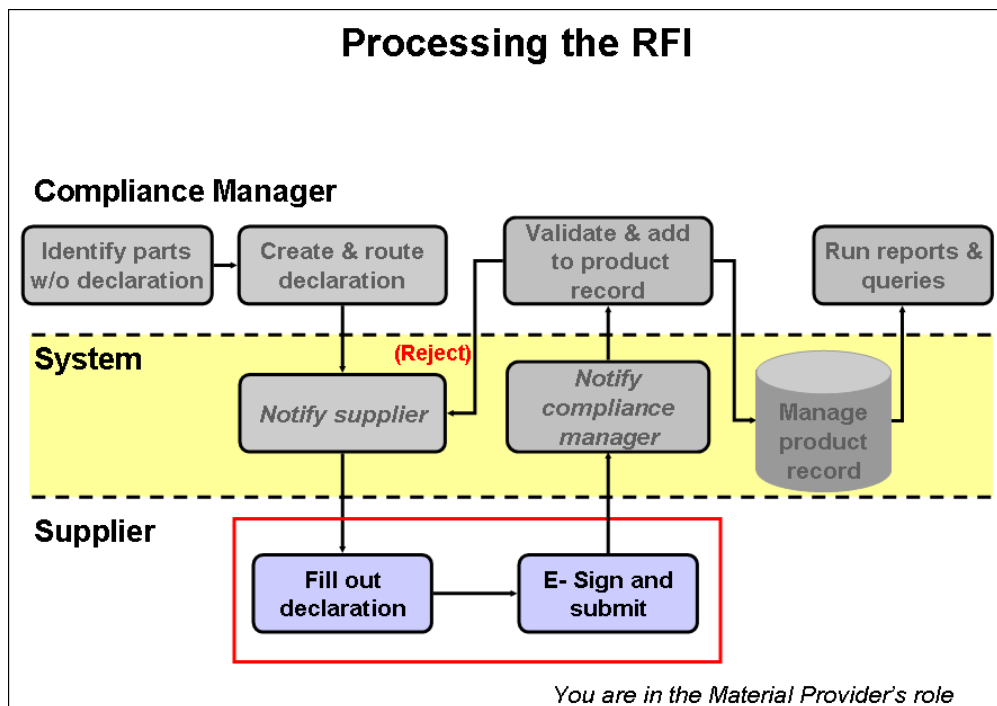 Processing the RFI
Compliance Manager
Identify parts
w/o declaration
Create & route
declaration
Validate & add
to product
record
Run reports &
queries
System
(Reject)
Notify supplier
Notify
compliance
manager
Manage
product
record
Supplier
Fill out
declaration
E- Sign and
submit
You are in the Material Provider's role